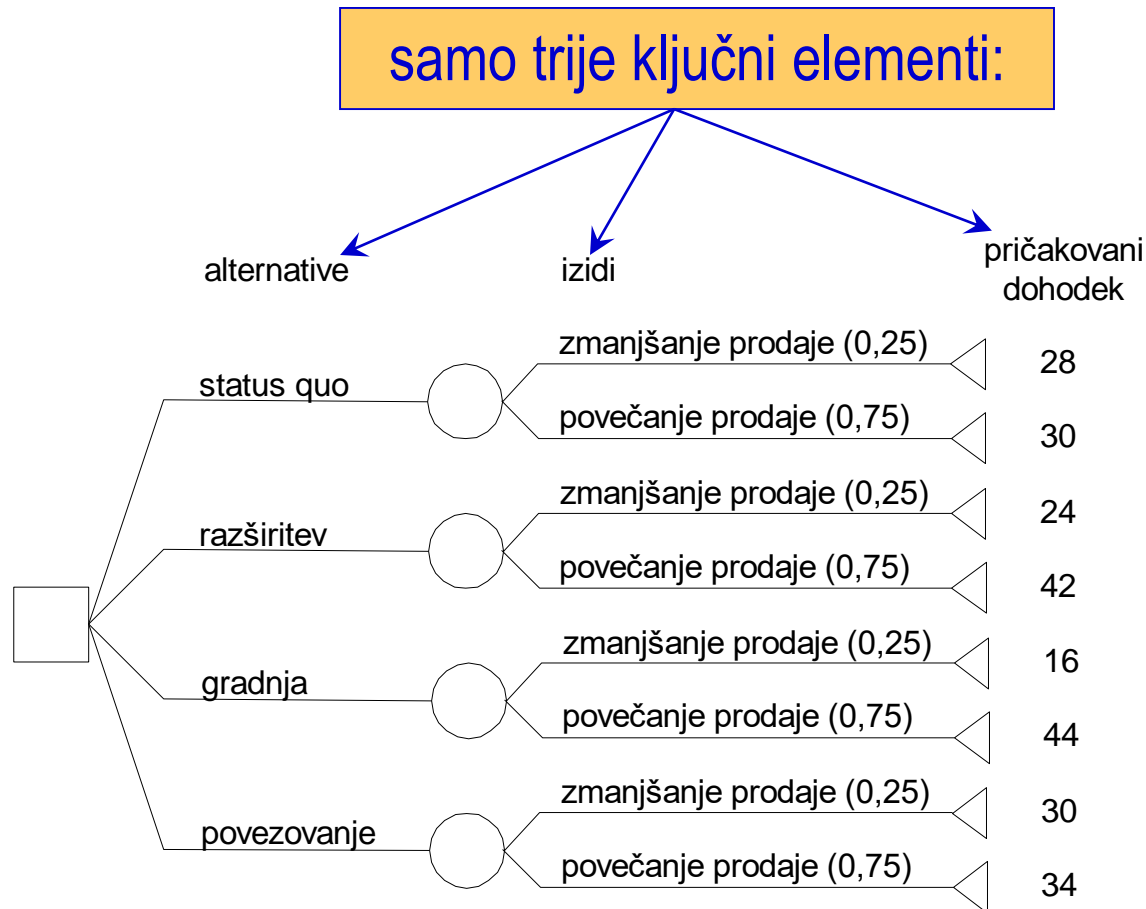 samo trije ključni elementi:
alternative
izidi
pričakovani
dohodek
status quo
zmanjšanje prodaje (0,25)
28
povečanje prodaje (0,75)
30
razširitev
zmanjšanje prodaje (0,25)
24
povečanje prodaje (0,75)
42
gradnja
zmanjšanje prodaje (0,25)
16
povečanje prodaje (0,75)
44
povezovanje
zmanjšanje prodaje (0,25)
30
povečanje prodaje (0,75)
34